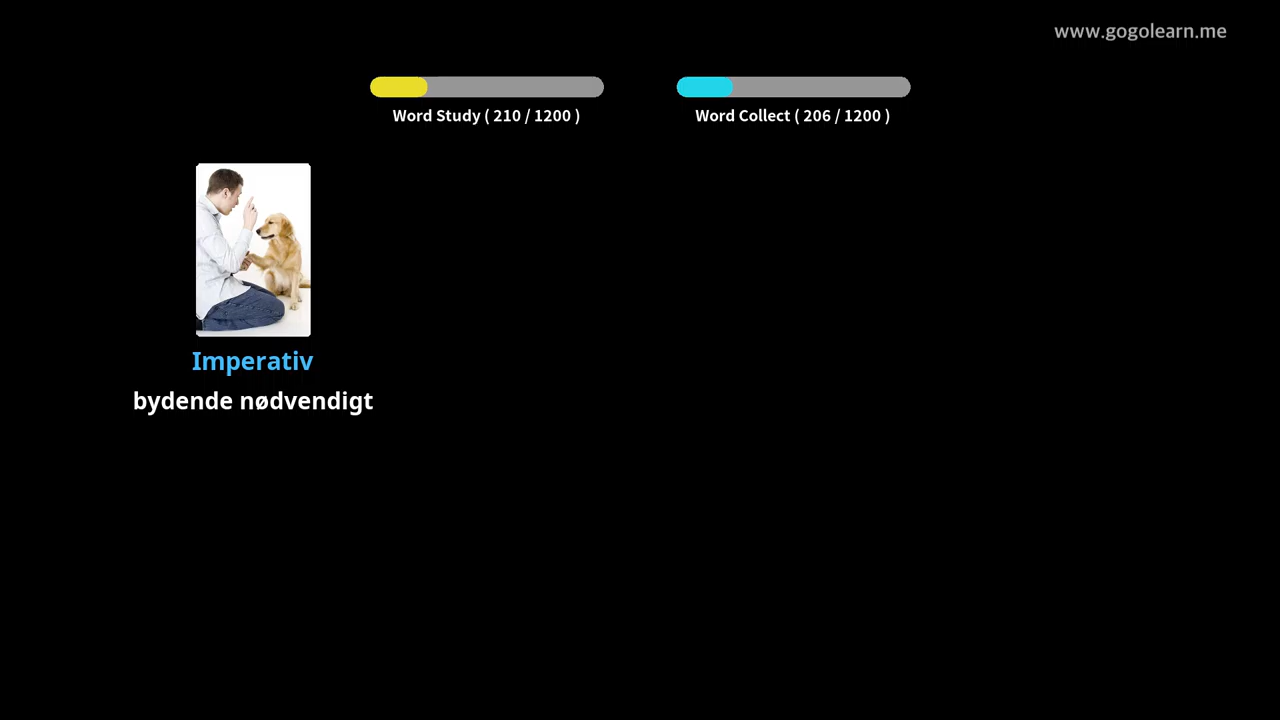 www.gogolearn.me
Word Study ( 210 / 1200 )
Word Collect ( 206 / 1200 )
Imperativ
bydende nødvendigt